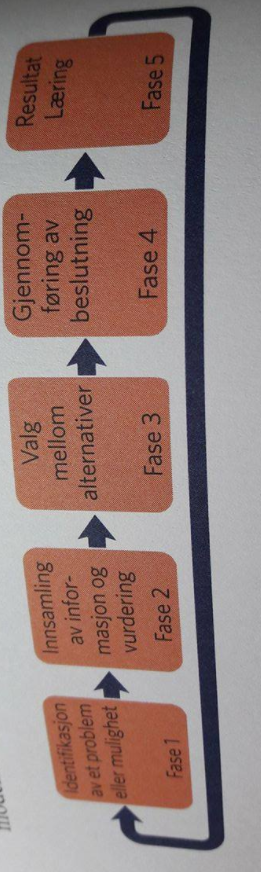 Identifikasjon
av et problem
eller mulighet
Fase 1
Innsamling
av infor-
masjon og
vurdering
Fase 2
Valg
mellom
alternativer
Fase 3
Gjennom-
føring av
beslutning
Fase 4
Resultat
Læring
Fase 5